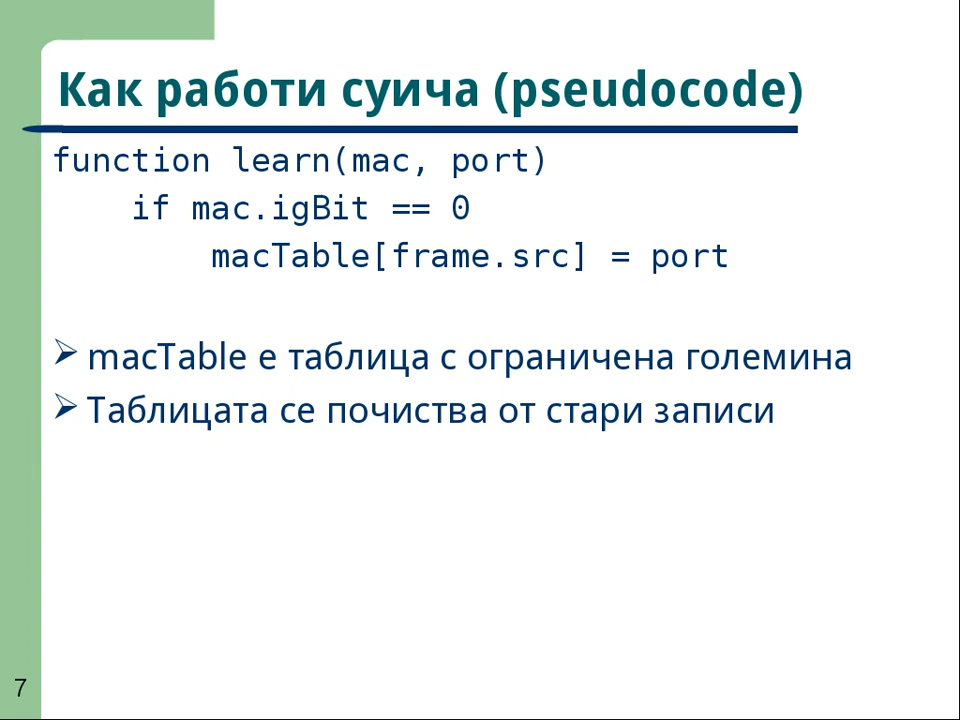 Как работи суича (pseudocode)
function learn(mac, port)
if mac.igBit == 0
macTable[frame.src] = port
macTable е таблица с ограничена големина
Таблицата се почиства от стари записи
7